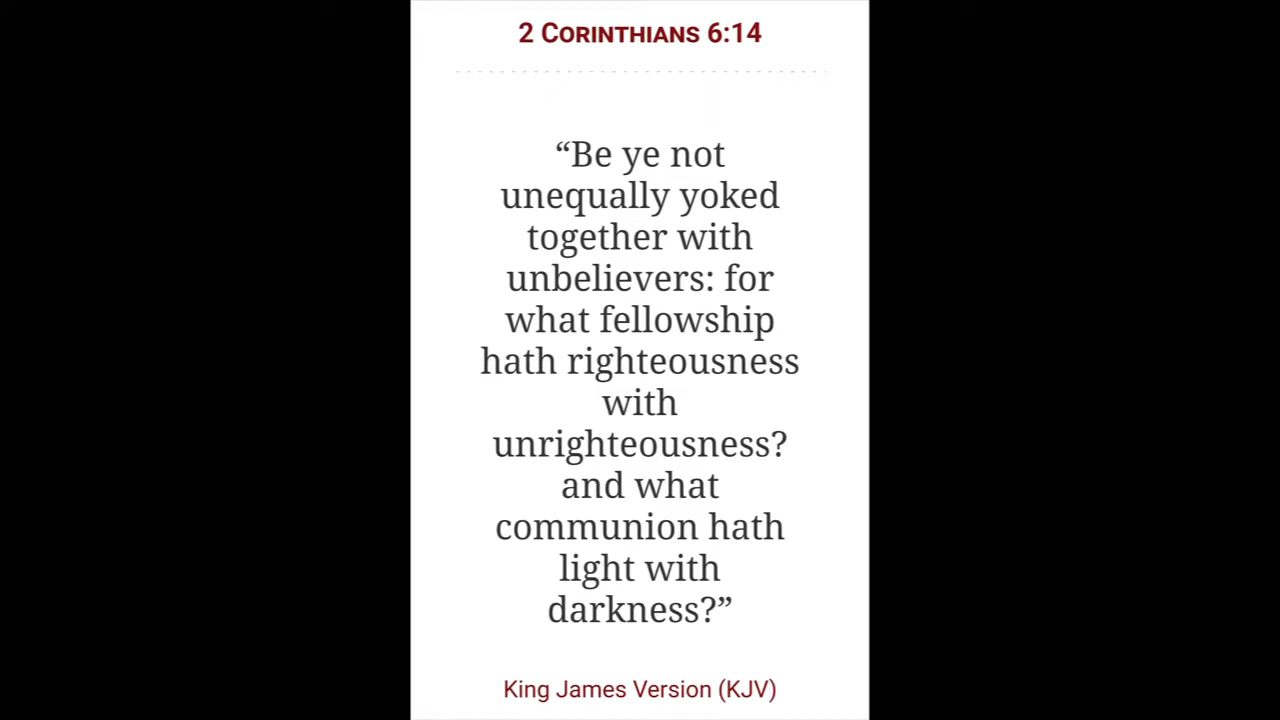 2 Corinthians 6:14
“Be ye not
unequally yoked
together with
unbelievers: for
what fellowship
hath righteousness
with
unrighteousness?
and what
communion hath
light with
darkness?”
King James Version (KJV)